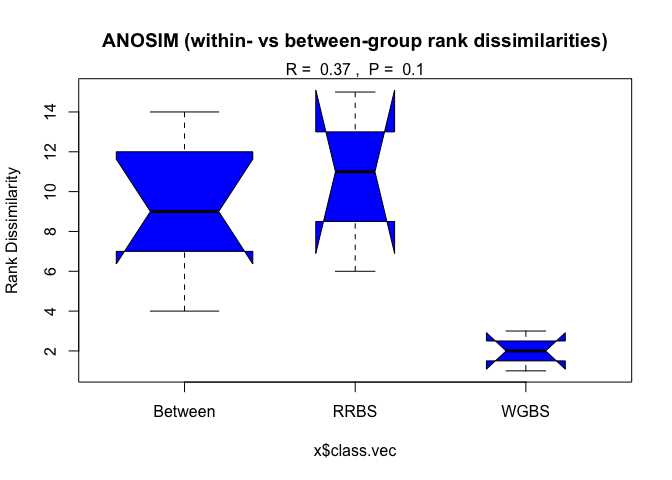 ANOSIM (within- vs between-group rank dissimilarities)
R =  0.37 ,  P =  0.1
Rank Dissimilarity
14
12
10
8
6
4
2
Between RRBS WGBS
x$class.vec